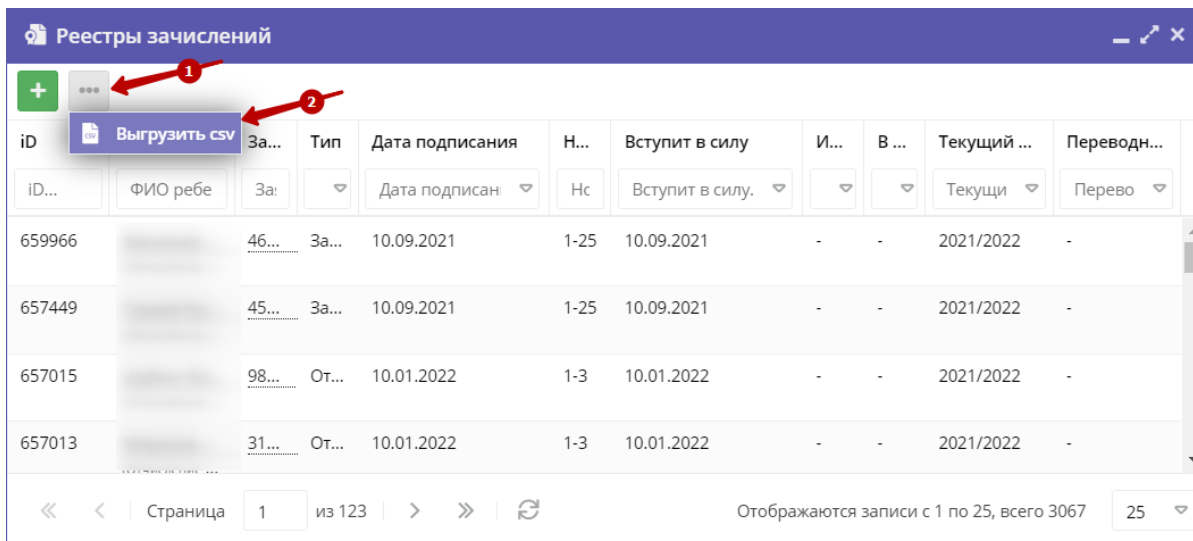 Реестры зачислений
1
2
csv Выгрузить csv
iD За... Тип Дата подписания Н... Вступит в силу И... В ... Текущий ... Переводн...
iD... ФИО ребе За: Дата подписан Но Вступит в силу. Текущи Перево
659966 46... За... 10.09.2021 1-25 10.09.2021 - - 2021/2022 -
657449 45... За... 10.09.2021 1-25 10.09.2021 - - 2021/2022 -
657015 98... От... 10.01.2022 1-3 10.01.2022 - - 2021/2022 -
657013 31... От... 10.01.2022 1-3 10.01.2022 - - 2021/2022 -
Страница 1 из 123 Отображаются записи с 1 по 25, всего 3067 25